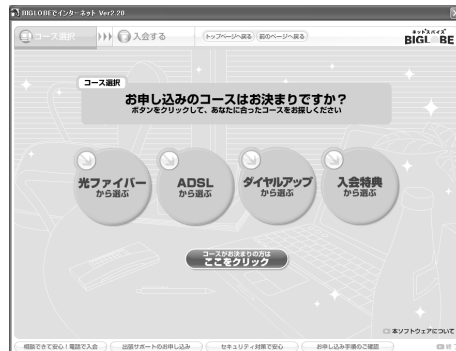 BIGLOBEでインターネット Ver2.20
コース選択
入会する
トップページへ戻る
前のページへ戻る
BIGLOBE
コース選択
お申し込みのコースはお決まりですか？
ボタンをクリックして、あなたに合ったコースをお探しください
光ファイバー
から選ぶ
ADSL
から選ぶ
ダイヤルアップ
から選ぶ
入会特典
から選ぶ
コースがお決まりの方は
ここをクリック
本ソフトウェアについて
相談できて安心！電話で入会
出張サポートのお申し込み
セキュリティ対策で安心
お申し込み手順のご確認